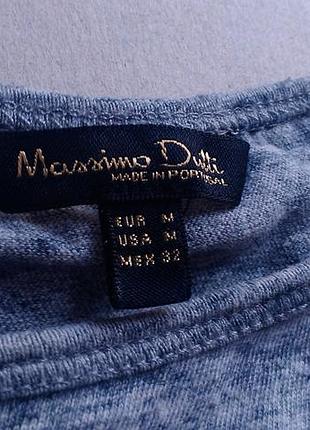 Massimo Dutti
MADE IN PORTUGAL
EUR M
USA M
MEX 32